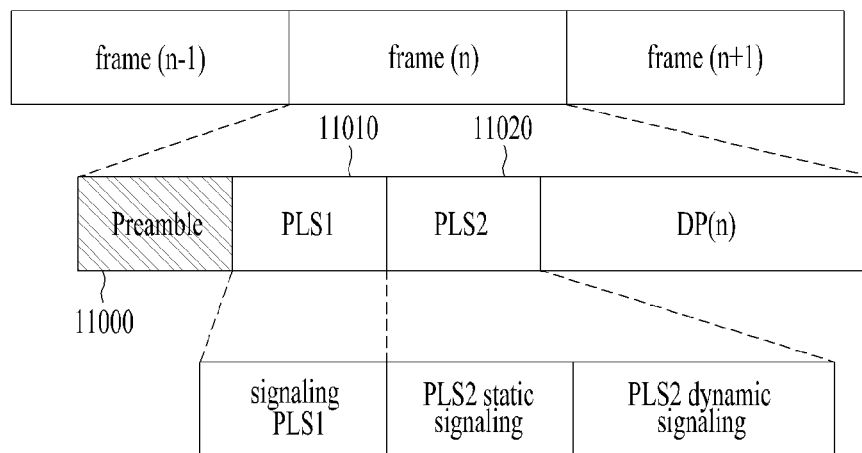 frame (n-1)
frame (n)
frame (n+1)
11010
11020
Preamble
PLS1
PLS2
DP(n)
11000
signaling
PLS1
PLS2 static
signaling
PLS2 dynamic
signaling